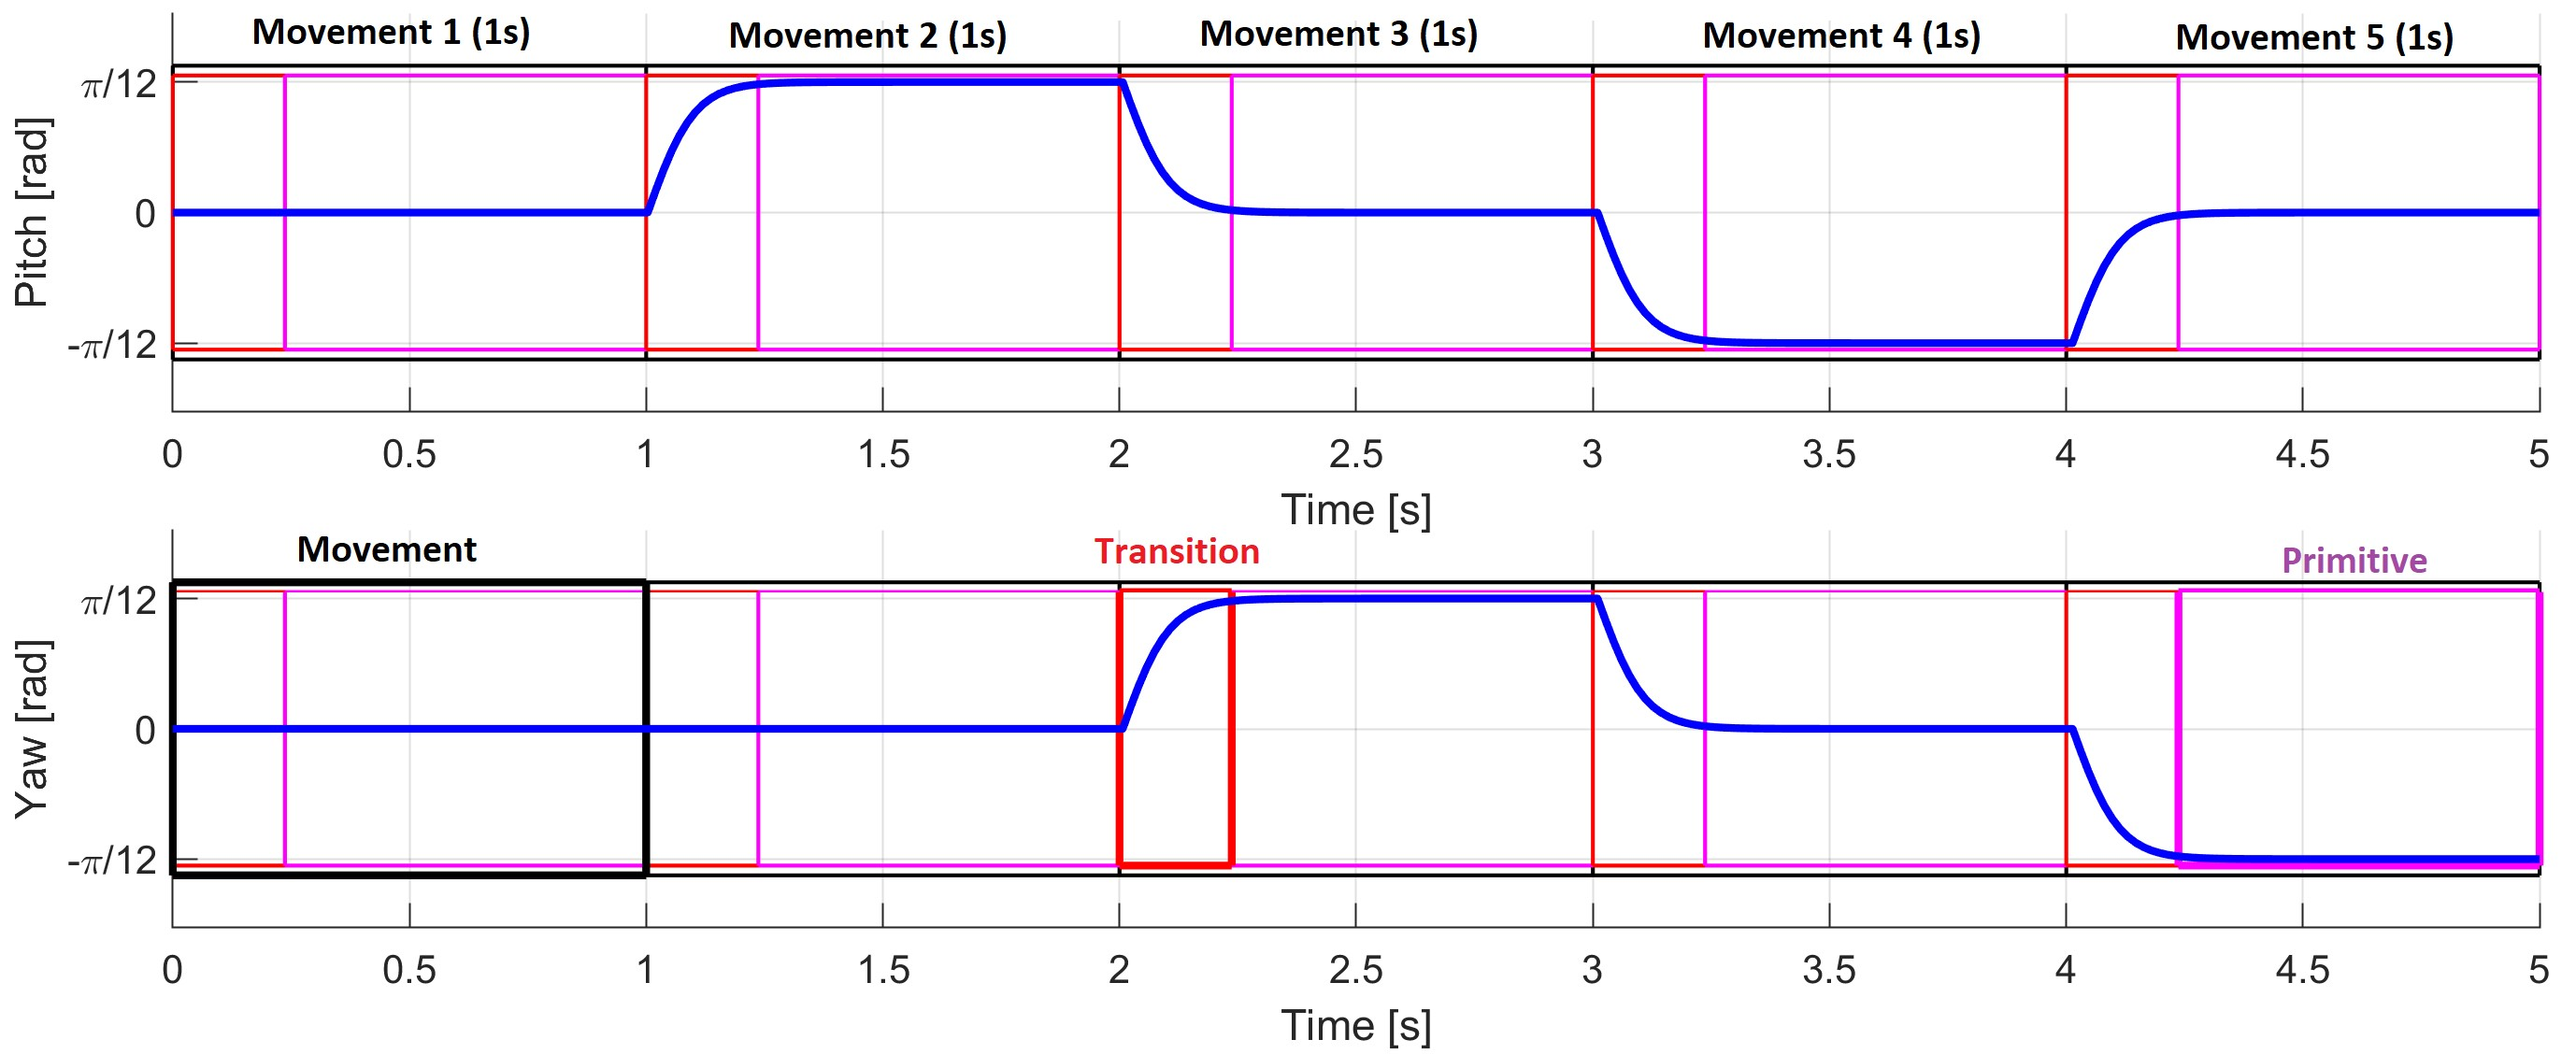 Movement 1 (1s) Movement 2 (1s) Movement 3 (1s) Movement 4 (1s) Movement 5 (1s)
π/12
0
-π/12
Pitch [rad]
0 0.5 1 1.5 2 2.5 3 3.5 4 4.5 5
Time [s]
Movement Transition Primitive
π/12
0
-π/12
Yaw [rad]
0 0.5 1 1.5 2 2.5 3 3.5 4 4.5 5
Time [s]